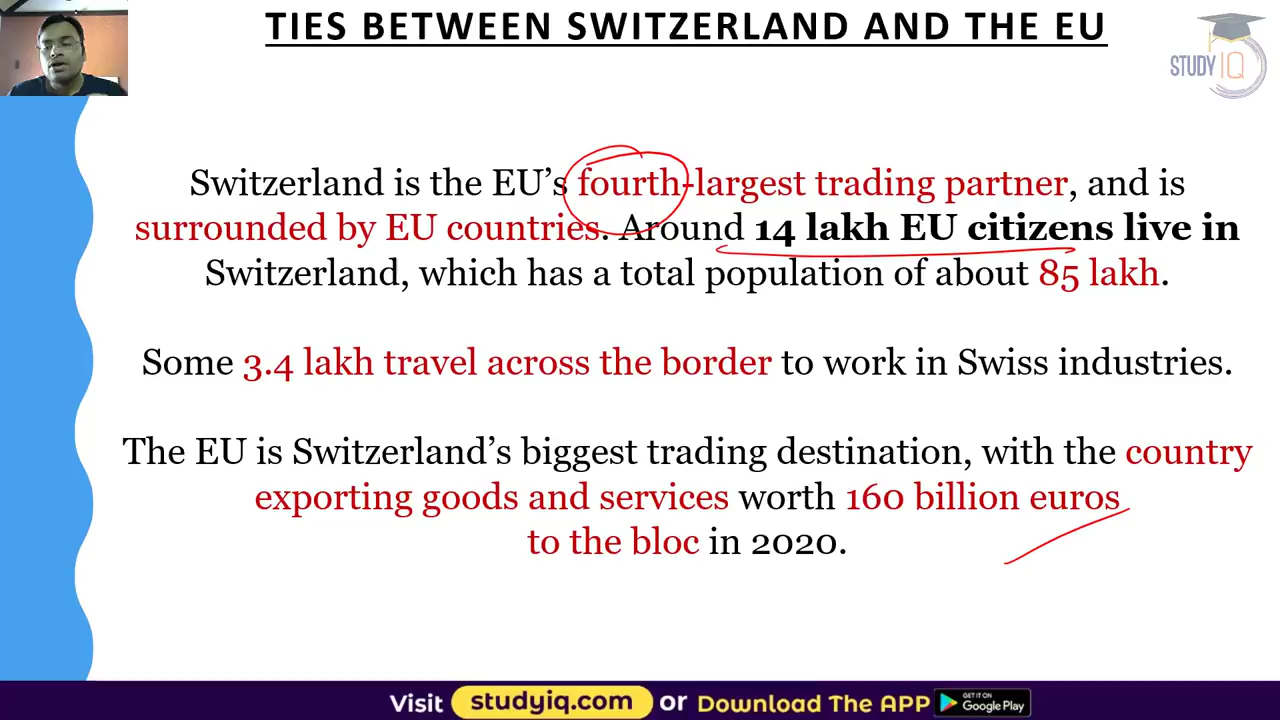 TIES BETWEEN SWITZERLAND AND THE EU
STUDY IQ
Switzerland is the EU’s fourth-largest trading partner, and is
surrounded by EU countries. Around 14 lakh EU citizens live in
Switzerland, which has a total population of about 85 lakh.
Some 3.4 lakh travel across the border to work in Swiss industries.
The EU is Switzerland’s biggest trading destination, with the country
exporting goods and services worth 160 billion euros
to the bloc in 2020.
Visit studyiq.com or Download The APP GET IT ON Google Play